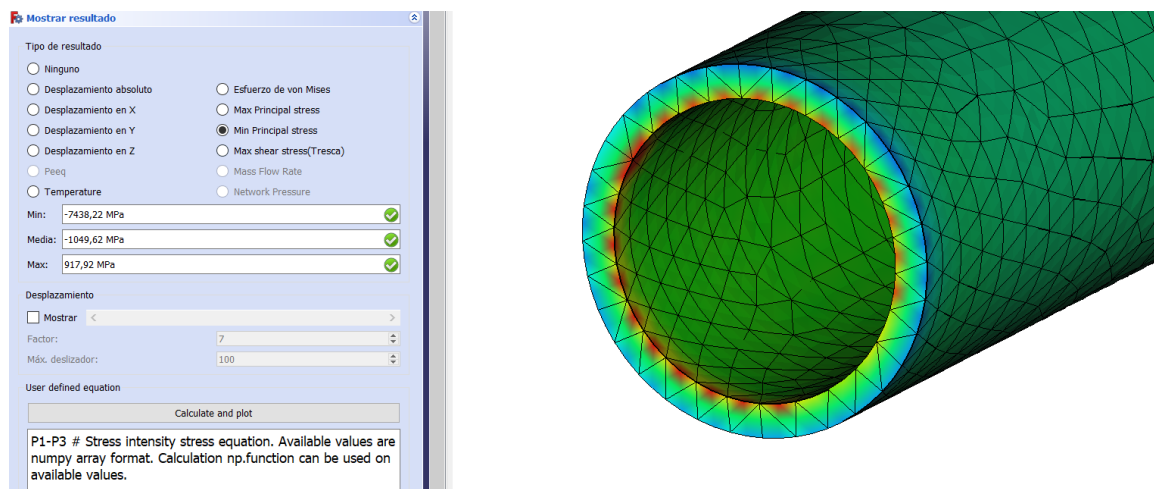 Mostrar resultado
Tipo de resultado
Ninguno
Desplazamiento absoluto
Esfuerzo de von Mises
Desplazamiento en X
Max Principal stress
Desplazamiento en Y
Min Principal stress
Desplazamiento en Z
Max shear stress(Tresca)
Peeq
Mass Flow Rate
Temperature
Network Pressure
Min: -7438,22 MPa
Media: -1049,62 MPa
Max: 917,92 MPa
Desplazamiento
Mostrar
Factor: 7
Máx. deslizador: 100
User defined equation
Calculate and plot
P1-P3 # Stress intensity stress equation. Available values are
numpy array format. Calculation np.function can be used on
available values.